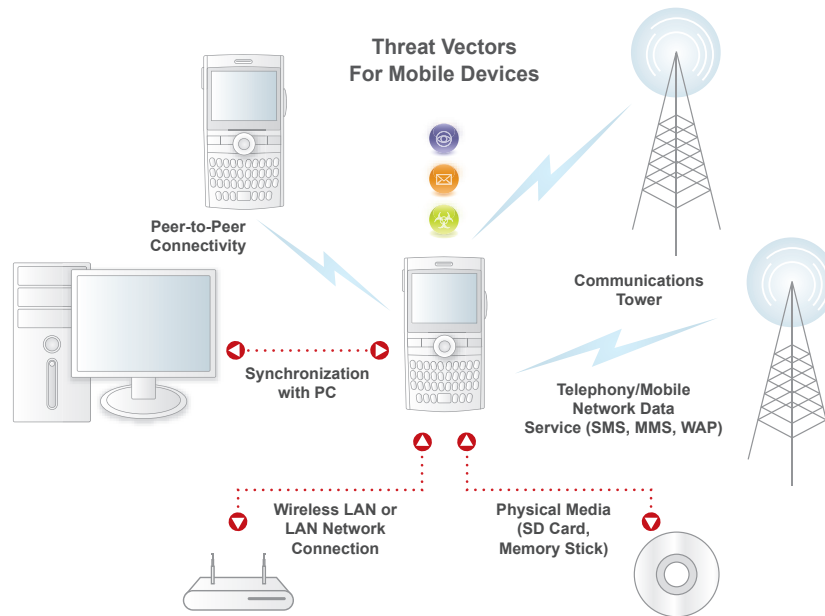 Threat Vectors
For Mobile Devices
Peer-to-Peer
Connectivity
Communications
Tower
Synchronization
with PC
Telephony/Mobile
Network Data
Service (SMS, MMS, WAP)
Wireless LAN or
LAN Network
Connection
Physical Media
(SD Card,
Memory Stick)